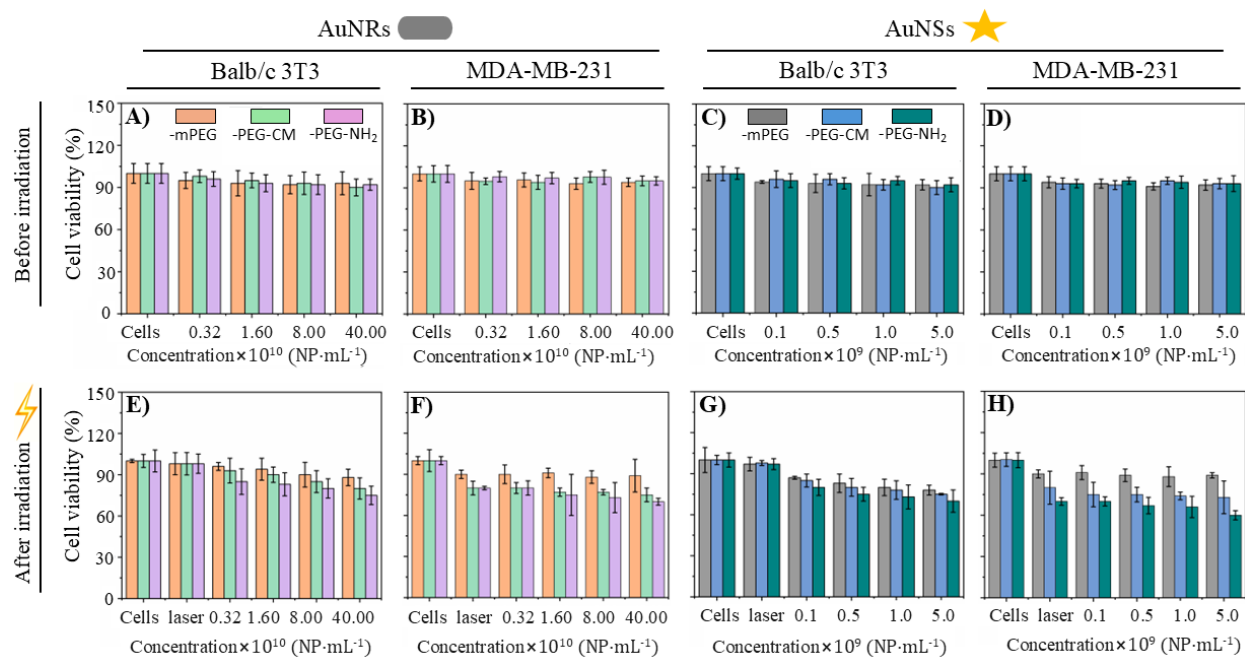 AuNRs
AuNSs
Balb/c 3T3
MDA-MB-231
Balb/c 3T3
MDA-MB-231
Before irradiation
Cell viability (%)
150
120
90
60
30
0
A)
-mPEG
-PEG-CM
-PEG-NH₂
B)
C)
-mPEG
-PEG-CM
-PEG-NH₂
D)
Cells 0.32 1.60 8.00 40.00
Cells 0.32 1.60 8.00 40.00
Cells 0.1 0.5 1.0 5.0
Cells 0.1 0.5 1.0 5.0
Concentration×10¹⁰ (NP·mL⁻¹)
Concentration×10¹⁰ (NP·mL⁻¹)
Concentration×10⁹ (NP·mL⁻¹)
Concentration×10⁹ (NP·mL⁻¹)
After irradiation
Cell viability (%)
150
120
90
60
30
0
E)
F)
G)
H)
Cells laser 0.32 1.60 8.00 40.00
Cells laser 0.32 1.60 8.00 40.00
Cells laser 0.1 0.5 1.0 5.0
Cells laser 0.1 0.5 1.0 5.0
Concentration×10¹⁰ (NP·mL⁻¹)
Concentration×10¹⁰ (NP·mL⁻¹)
Concentration×10⁹ (NP·mL⁻¹)
Concentration×10⁹ (NP·mL⁻¹)